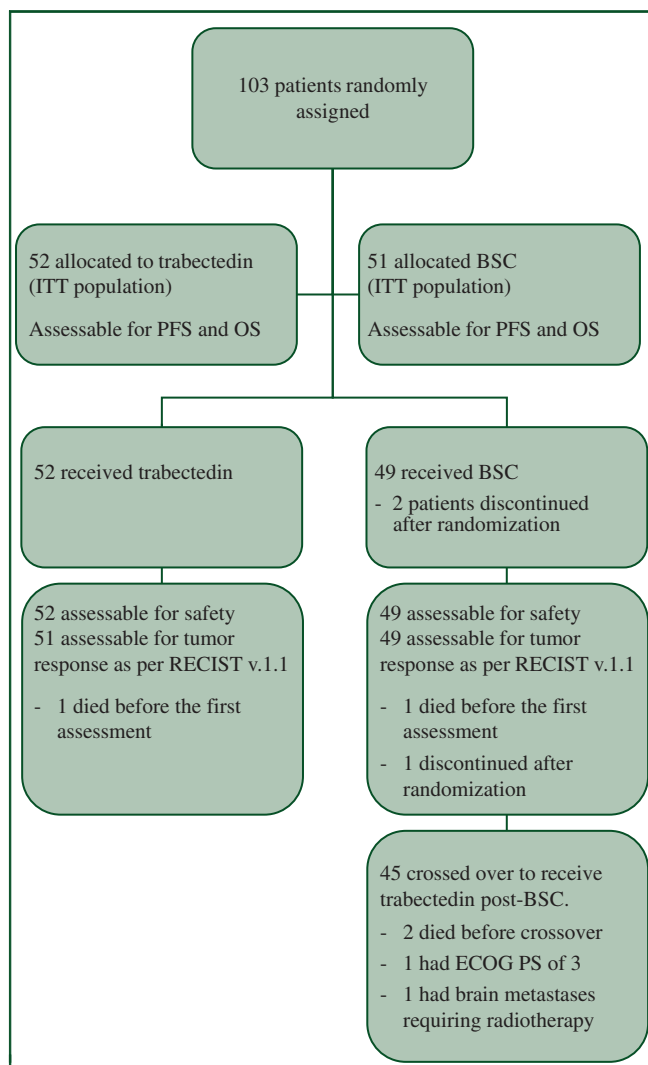 103 patients randomly
assigned
52 allocated to trabectedin
(ITT population)
Assessable for PFS and OS
51 allocated BSC
(ITT population)
Assessable for PFS and OS
52 received trabectedin
49 received BSC
- 2 patients discontinued
after randomization
52 assessable for safety
51 assessable for tumor
response as per RECIST v.1.1
- 1 died before the first
assessment
49 assessable for safety
49 assessable for tumor
response as per RECIST v.1.1
- 1 died before the first
assessment
- 1 discontinued after
randomization
45 crossed over to receive
trabectedin post-BSC.
- 2 died before crossover
- 1 had ECOG PS of 3
- 1 had brain metastases
requiring radiotherapy